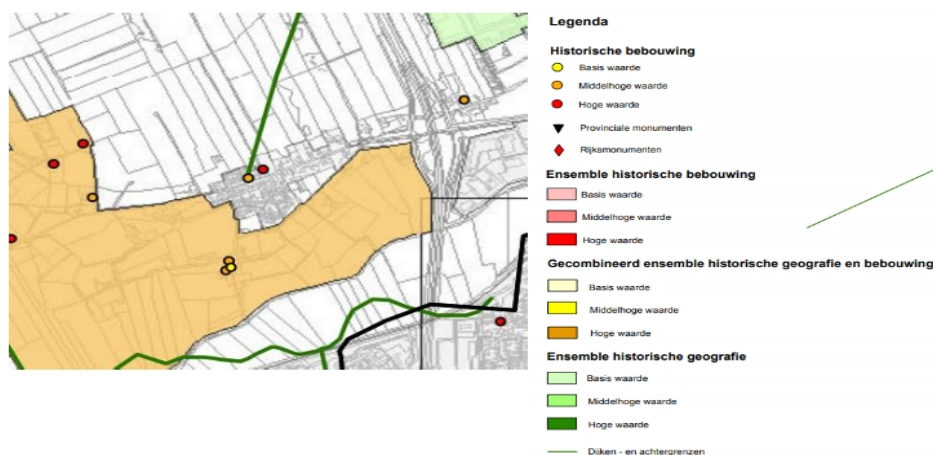 Legenda
Historische bebouwing
Basis waarde
Middelhoge waarde
Hoge waarde
Provinciale monumenten
Rijksmonumenten
Ensemble historische bebouwing
Basis waarde
Middelhoge waarde
Hoge waarde
Gecombineerd ensemble historische geografie en bebouwing
Basis waarde
Middelhoge waarde
Hoge waarde
Ensemble historische geografie
Basis waarde
Middelhoge waarde
Hoge waarde
Dijken - en achtergrenzen